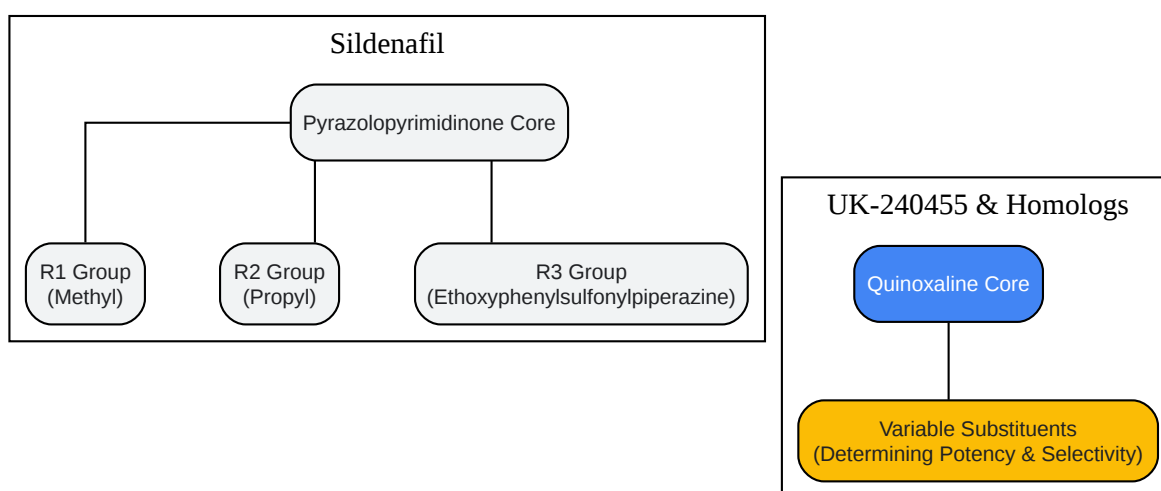 Sildenafil
Pyrazolopyrimidinone Core
R1 Group
(Methyl)
R2 Group
(Propyl)
R3 Group
(Ethoxyphenylsulfonylpiperazine)
UK-240455 & Homologs
Quinoxaline Core
Variable Substituents
(Determining Potency & Selectivity)